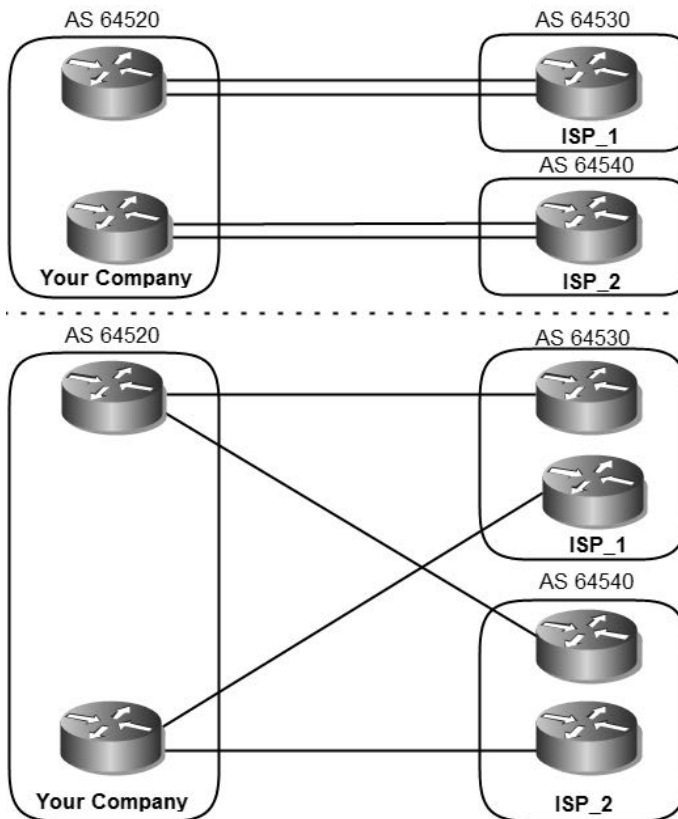 AS 64520
AS 64530
ISP_1
AS 64540
Your Company
ISP_2
AS 64520
AS 64530
ISP_1
AS 64540
Your Company
ISP_2